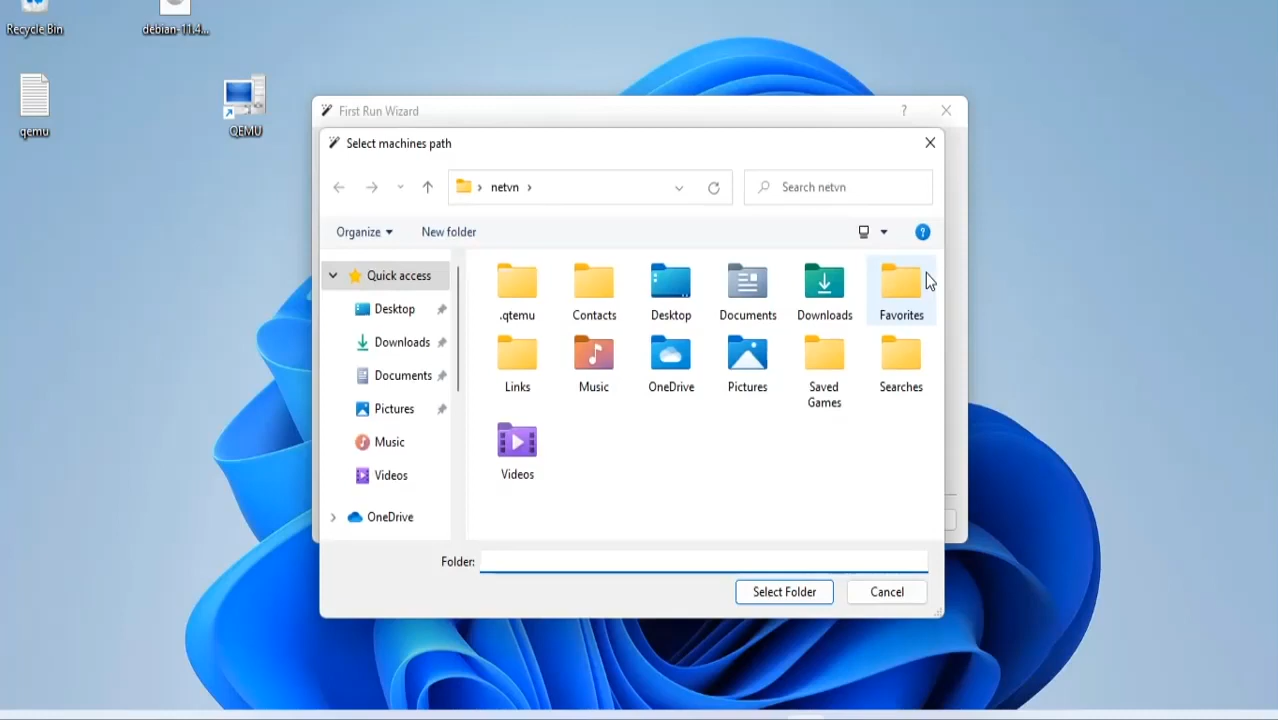 Recycle Bin
debian-11.4...
qemu
QEMU
First Run Wizard
?
Select machines path
netvn
Search netvn
Organize
New folder
?
Quick access
Desktop
Downloads
Documents
Pictures
Music
Videos
OneDrive
.qtemu
Contacts
Desktop
Documents
Downloads
Favorites
Links
Music
OneDrive
Pictures
Saved
Games
Searches
Videos
Folder:
Select Folder
Cancel